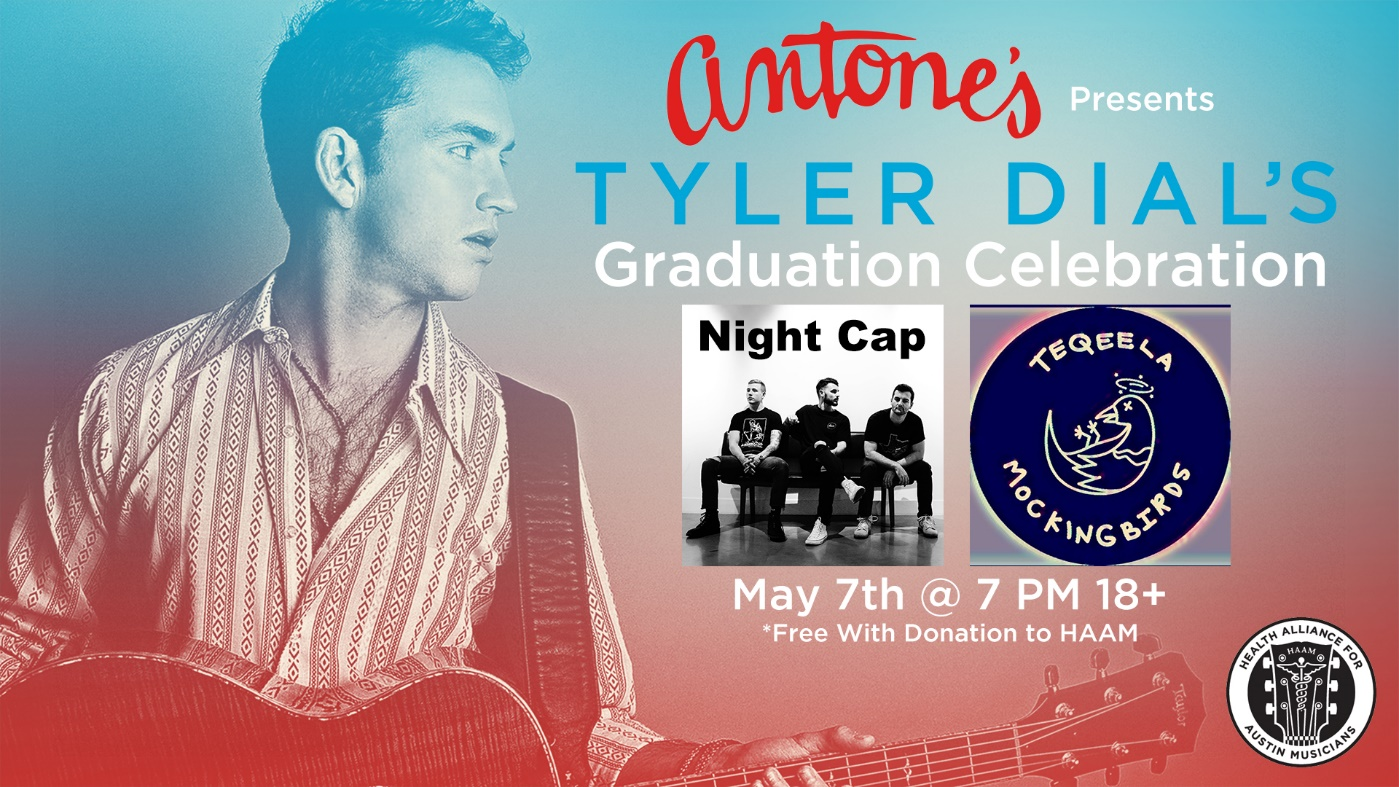 antone's Presents
TYLER DIAL'S
Graduation Celebration
Night Cap
TEQEELA
MOCKINGBIRDS
May 7th @ 7 PM 18+
*Free With Donation to HAAM
HEALTH ALLIANCE FOR
HAAM
AUSTIN MUSICIANS
Taylor